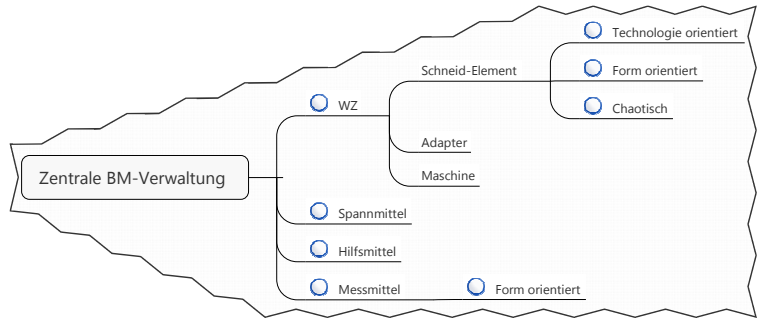 Technologie orientiert
Schneid-Element
Form orientiert
WZ
Chaotisch
Adapter
Zentrale BM-Verwaltung
Maschine
Spannmittel
Hilfsmittel
Messmittel
Form orientiert